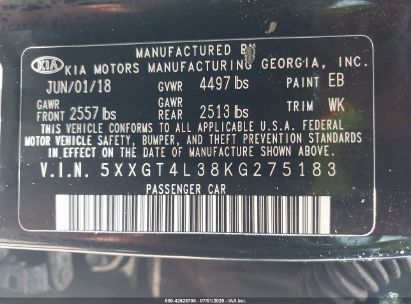 MANUFACTURED BY
KIA KIA MOTORS MANUFACTURING GEORGIA, INC.
JUN/01/18 GVWR 4497 lbs PAINT EB
GAWR FRONT 2557 lbs GAWR REAR 2513 lbs TRIM WK
THIS VEHICLE CONFORMS TO ALL APPLICABLE U.S.A. FEDERAL
MOTOR VEHICLE SAFETY, BUMPER, AND THEFT PREVENTION STANDARDS
IN EFFECT ON THE DATE OF MANUFACTURE SHOWN ABOVE.
V.I.N. 5XXGT4L38KG275183
PASSENGER CAR